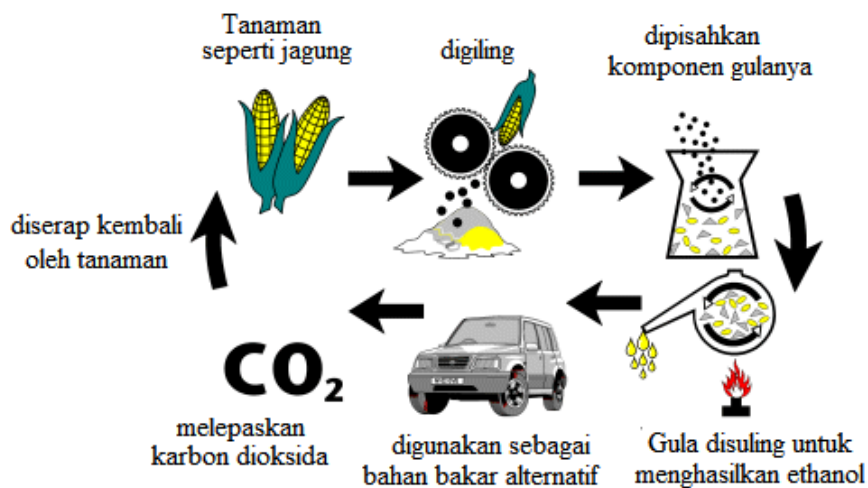 Tanaman
seperti jagung
digiling
dipisahkan
komponen gulanya
Gula disuling untuk
menghasilkan ethanol
digunakan sebagai
bahan bakar alternatif
CO₂
melepaskan
karbon dioksida
diserap kembali
oleh tanaman